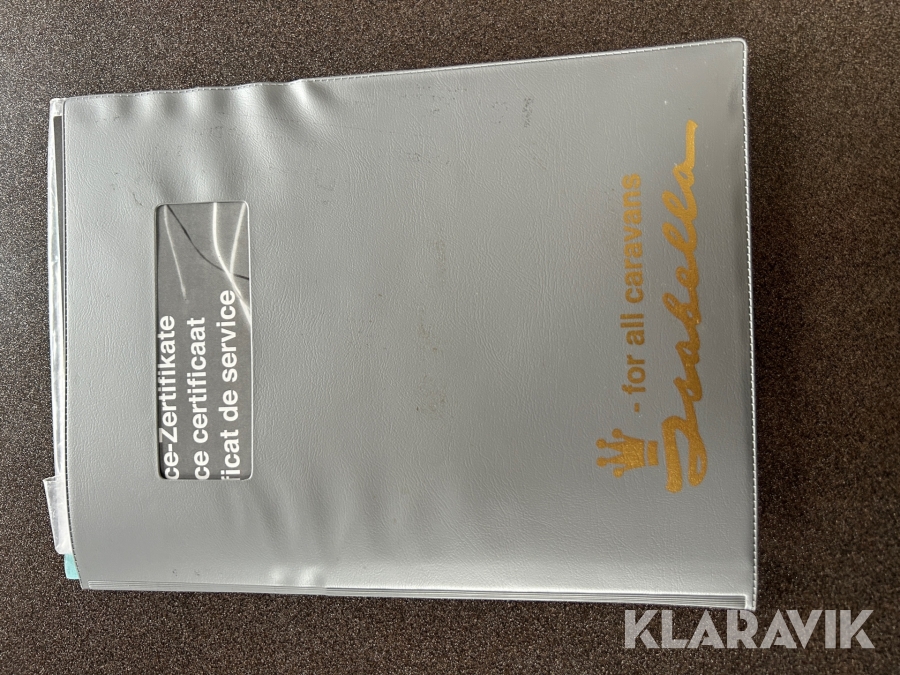 ce-Zertifikate
ce certificaat
ficat de service
- for all caravans
Isabella
KLARAVIK